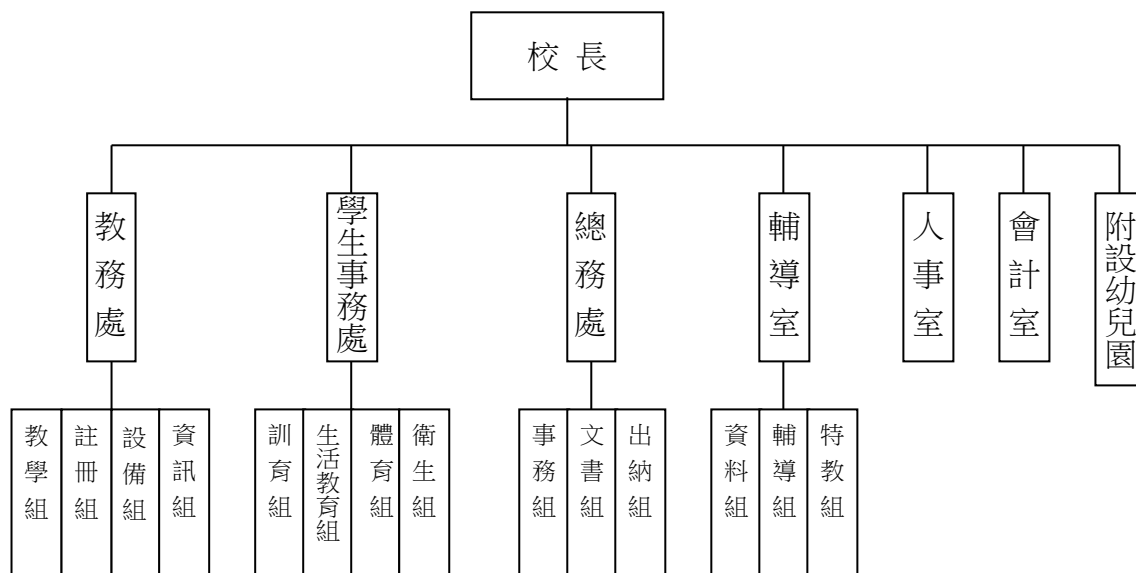 校長
教務處
學生事務處
總務處
輔導室
人事室
會計室
附設幼兒園
教學組
註冊組
設備組
資訊組
訓育組
生活教育組
體育組
衛生組
事務組
文書組
出納組
資料組
輔導組
特教組